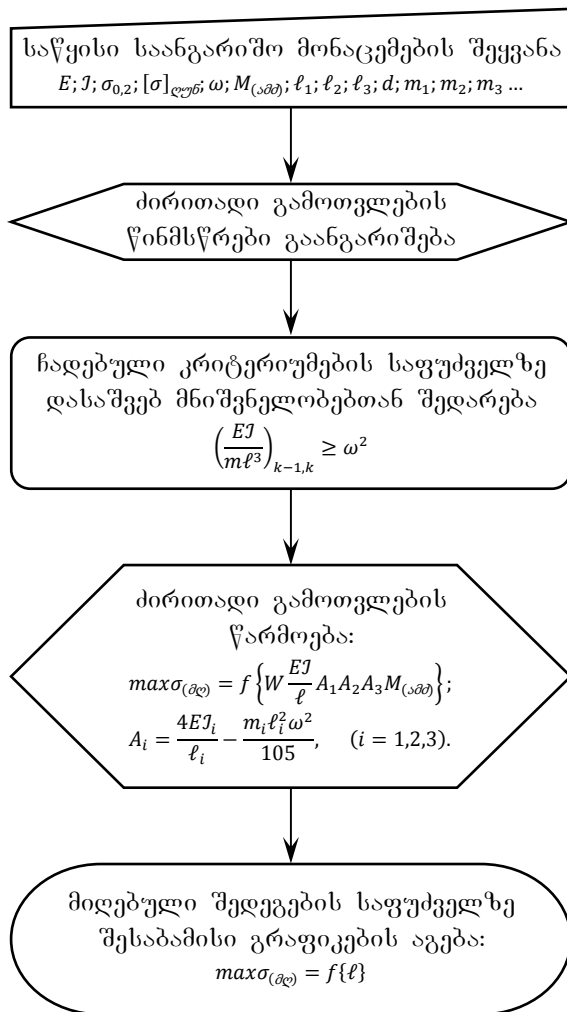 საწყისი საანგარიშო მონაცემების შეყვანა
E; J; σ₀,₂; [σ]ღუნ; ω; M(ამძ); ℓ₁; ℓ₂; ℓ₃; d; m₁; m₂; m₃ ...
ძირითადი გამოთვლების
წინმსწრები გაანგარიშება
ჩადებული კრიტერიუმების საფუძველზე
დასაშვებ მნიშვნელობებთან შედარება
(EJ/mℓ³)ₖ₋₁,ₖ ≥ ω²
ძირითადი გამოთვლების
წარმოება:
maxσ(მღ) = f{W EJ/ℓ A₁A₂A₃M(ამძ)};
Aᵢ = 4EJᵢ/ℓᵢ − mᵢℓᵢ²ω²/105, (i = 1,2,3).
მიღებული შედეგების საფუძველზე
შესაბამისი გრაფიკების აგება:
maxσ(მღ) = f{ℓ}